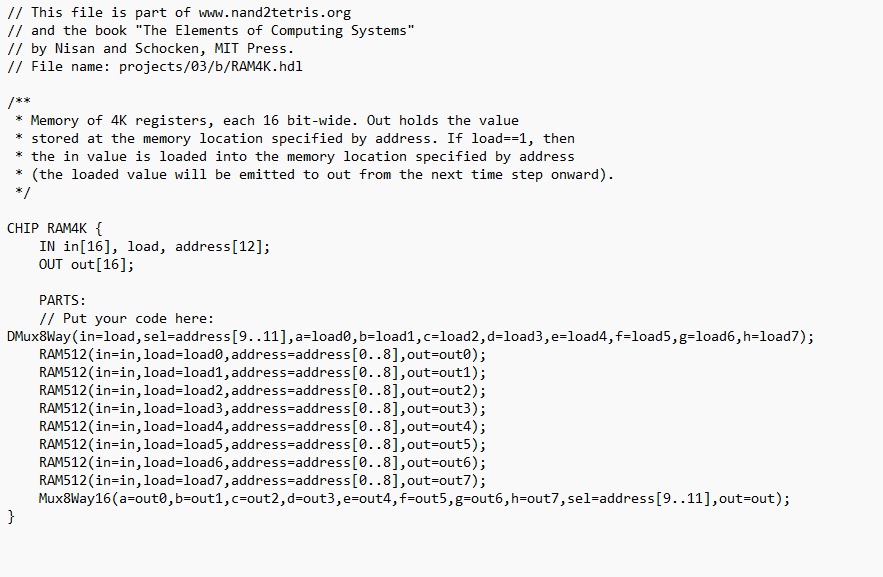 // This file is part of www.nand2tetris.org
// and the book "The Elements of Computing Systems"
// by Nisan and Schocken, MIT Press.
// File name: projects/03/b/RAM4K.hdl

/**
 * Memory of 4K registers, each 16 bit-wide. Out holds the value
 * stored at the memory location specified by address. If load==1, then
 * the in value is loaded into the memory location specified by address
 * (the loaded value will be emitted to out from the next time step onward).
 */

CHIP RAM4K {
    IN in[16], load, address[12];
    OUT out[16];

    PARTS:
    // Put your code here:
DMux8Way(in=load,sel=address[9..11],a=load0,b=load1,c=load2,d=load3,e=load4,f=load5,g=load6,h=load7);
    RAM512(in=in,load=load0,address=address[0..8],out=out0);
    RAM512(in=in,load=load1,address=address[0..8],out=out1);
    RAM512(in=in,load=load2,address=address[0..8],out=out2);
    RAM512(in=in,load=load3,address=address[0..8],out=out3);
    RAM512(in=in,load=load4,address=address[0..8],out=out4);
    RAM512(in=in,load=load5,address=address[0..8],out=out5);
    RAM512(in=in,load=load6,address=address[0..8],out=out6);
    RAM512(in=in,load=load7,address=address[0..8],out=out7);
    Mux8Way16(a=out0,b=out1,c=out2,d=out3,e=out4,f=out5,g=out6,h=out7,sel=address[9..11],out=out);
}